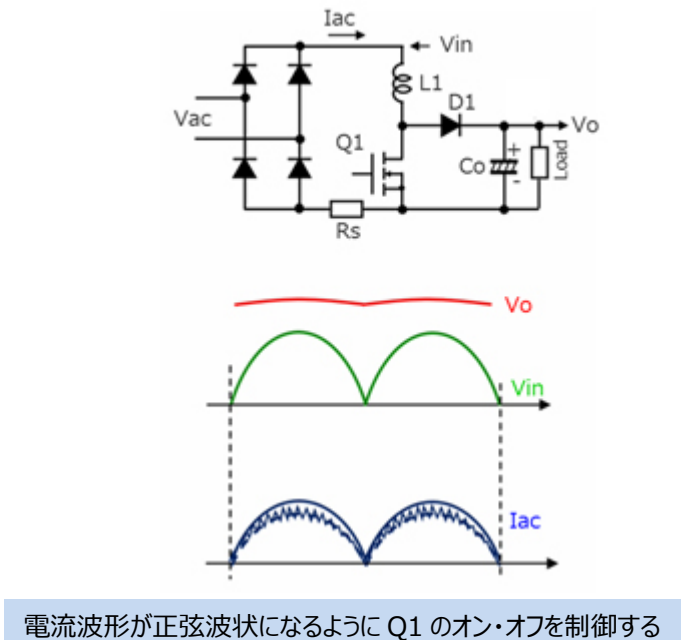 Iac
Vin
L1
D1
Vo
Vac
Q1
Co
+
-
Load
Rs
Vo
Vin
Iac
電流波形が正弦波状になるように Q1 のオン・オフを制御する